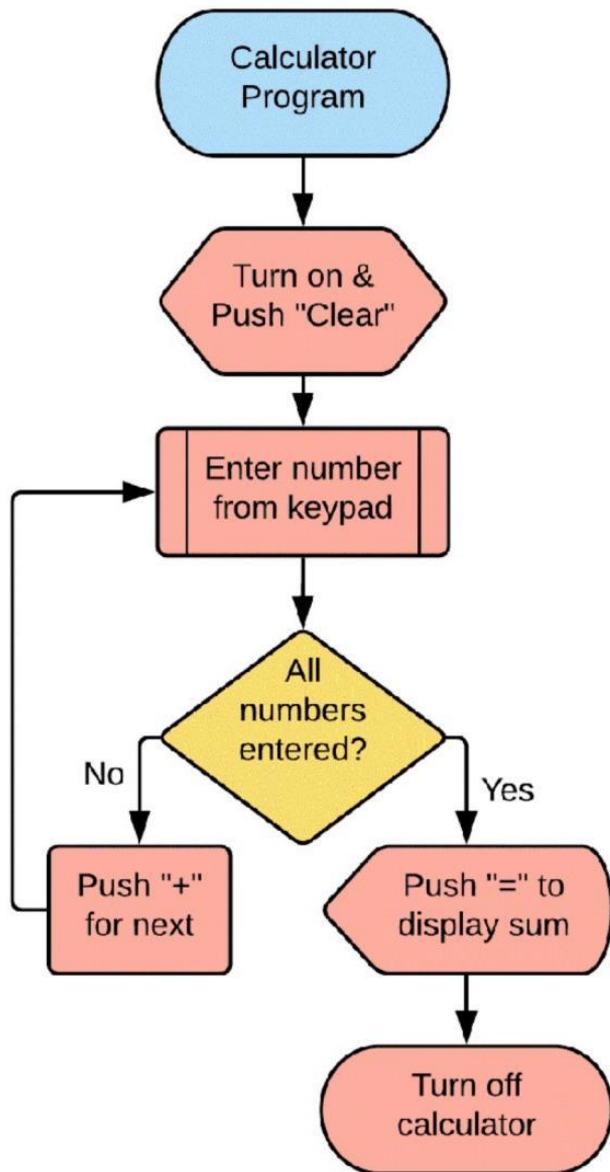 Calculator
Program
Turn on &
Push "Clear"
Enter number
from keypad
All
numbers
entered?
No
Yes
Push "+"
for next
Push "=" to
display sum
Turn off
calculator